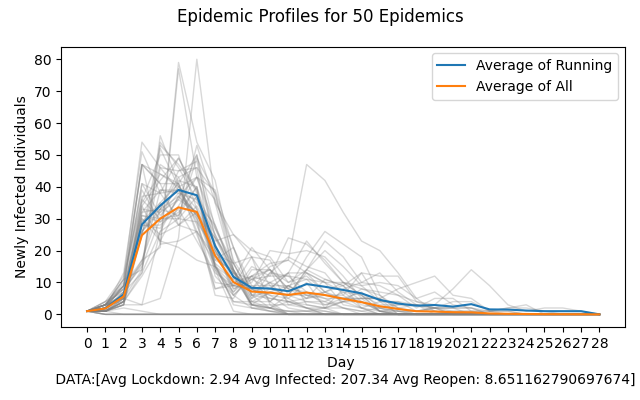 Epidemic Profiles for 50 Epidemics
Average of Running
Average of All
Newly Infected Individuals
80
70
60
50
40
30
20
10
0
0 1 2 3 4 5 6 7 8 9 10 11 12 13 14 15 16 17 18 19 20 21 22 23 24 25 26 27 28
Day
DATA:[Avg Lockdown: 2.94 Avg Infected: 207.34 Avg Reopen: 8.651162790697674]